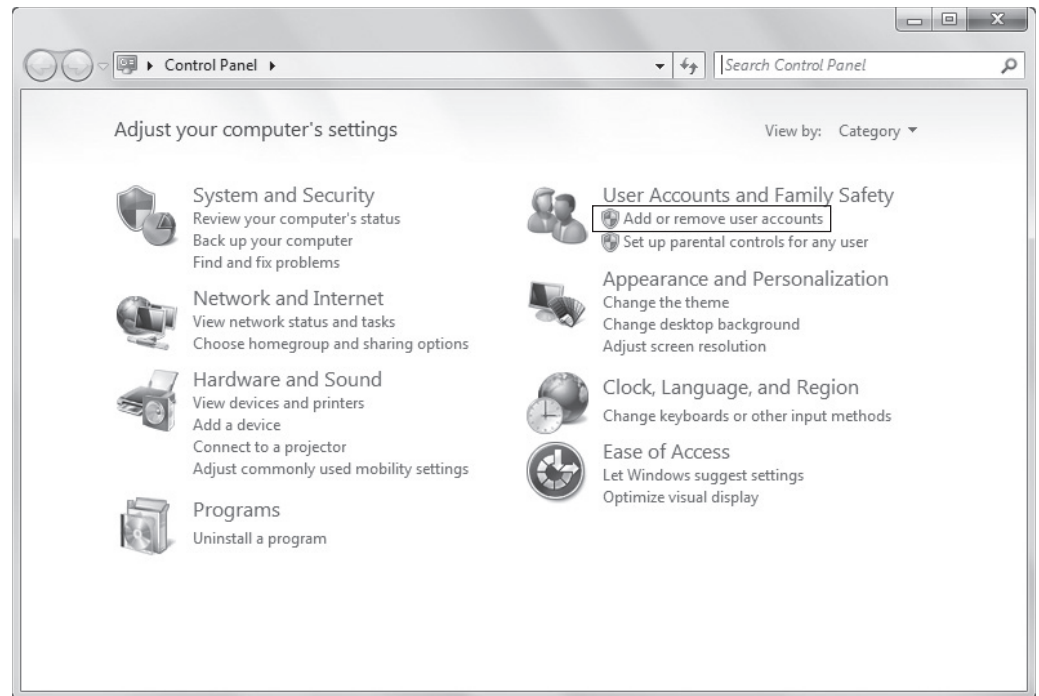 Control Panel
Search Control Panel
Adjust your computer's settings
View by: Category
System and Security
Review your computer's status
Back up your computer
Find and fix problems
Network and Internet
View network status and tasks
Choose homegroup and sharing options
Hardware and Sound
View devices and printers
Add a device
Connect to a projector
Adjust commonly used mobility settings
Programs
Uninstall a program
User Accounts and Family Safety
Add or remove user accounts
Set up parental controls for any user
Appearance and Personalization
Change the theme
Change desktop background
Adjust screen resolution
Clock, Language, and Region
Change keyboards or other input methods
Ease of Access
Let Windows suggest settings
Optimize visual display